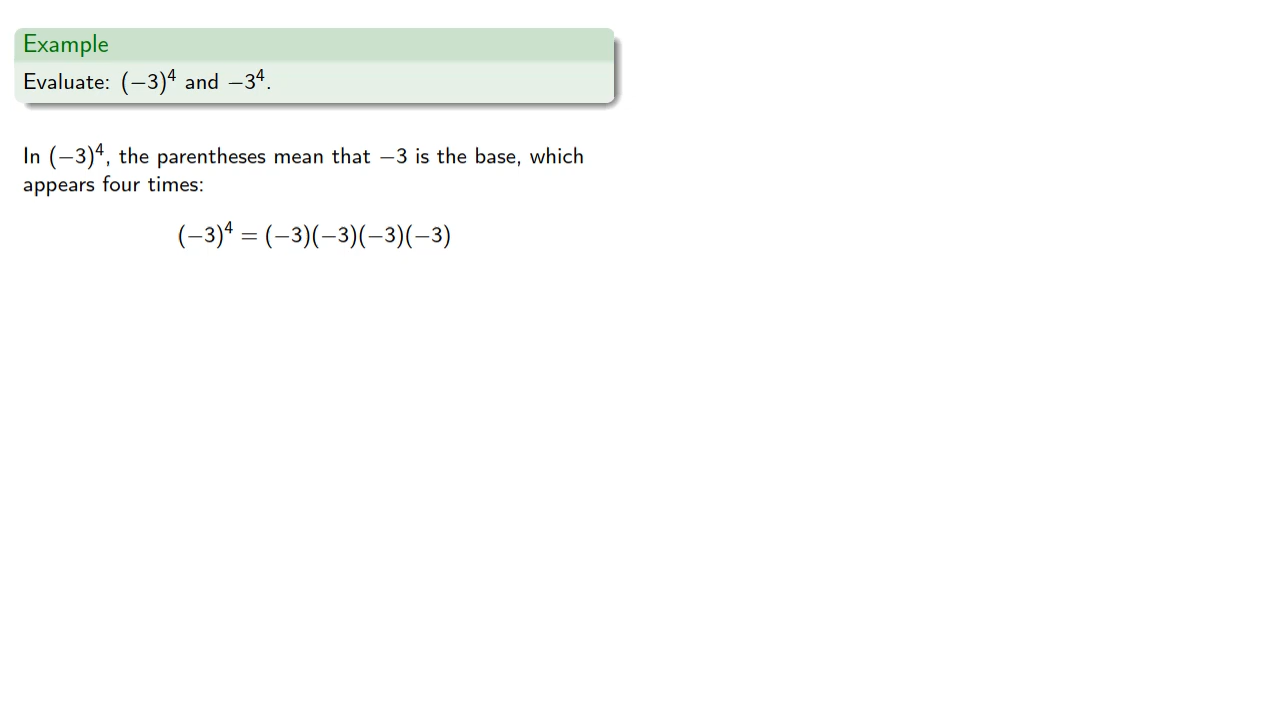 Example
Evaluate: (−3)⁴ and −3⁴.
In (−3)⁴, the parentheses mean that −3 is the base, which
appears four times:
(−3)⁴ = (−3)(−3)(−3)(−3)